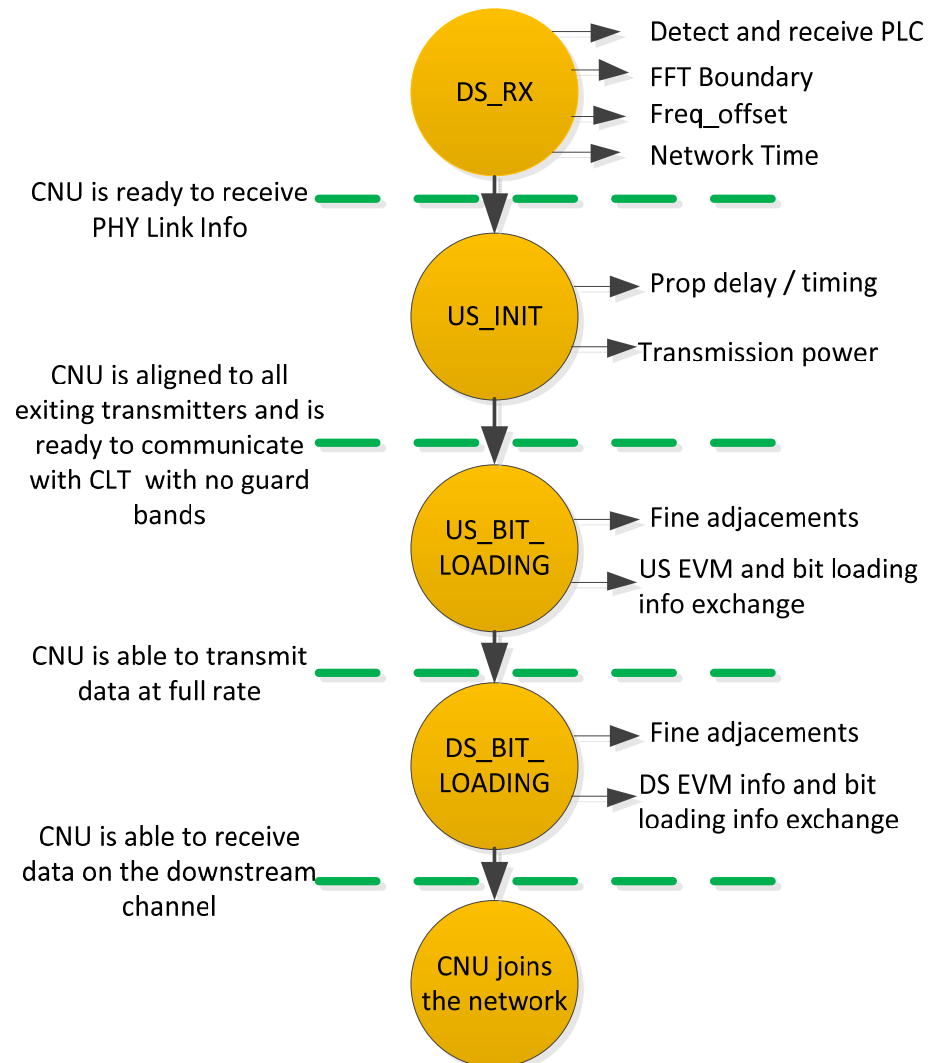 DS_RX
Detect and receive PLC
FFT Boundary
Freq_offset
Network Time
CNU is ready to receive
PHY Link Info
US_INIT
Prop delay / timing
Transmission power
CNU is aligned to all
exiting transmitters and is
ready to communicate
with CLT with no guard
bands
US_BIT_
LOADING
Fine adjacements
US EVM and bit loading
info exchange
CNU is able to transmit
data at full rate
DS_BIT_
LOADING
Fine adjacements
DS EVM info and bit
loading info exchange
CNU is able to receive
data on the downstream
channel
CNU joins
the network